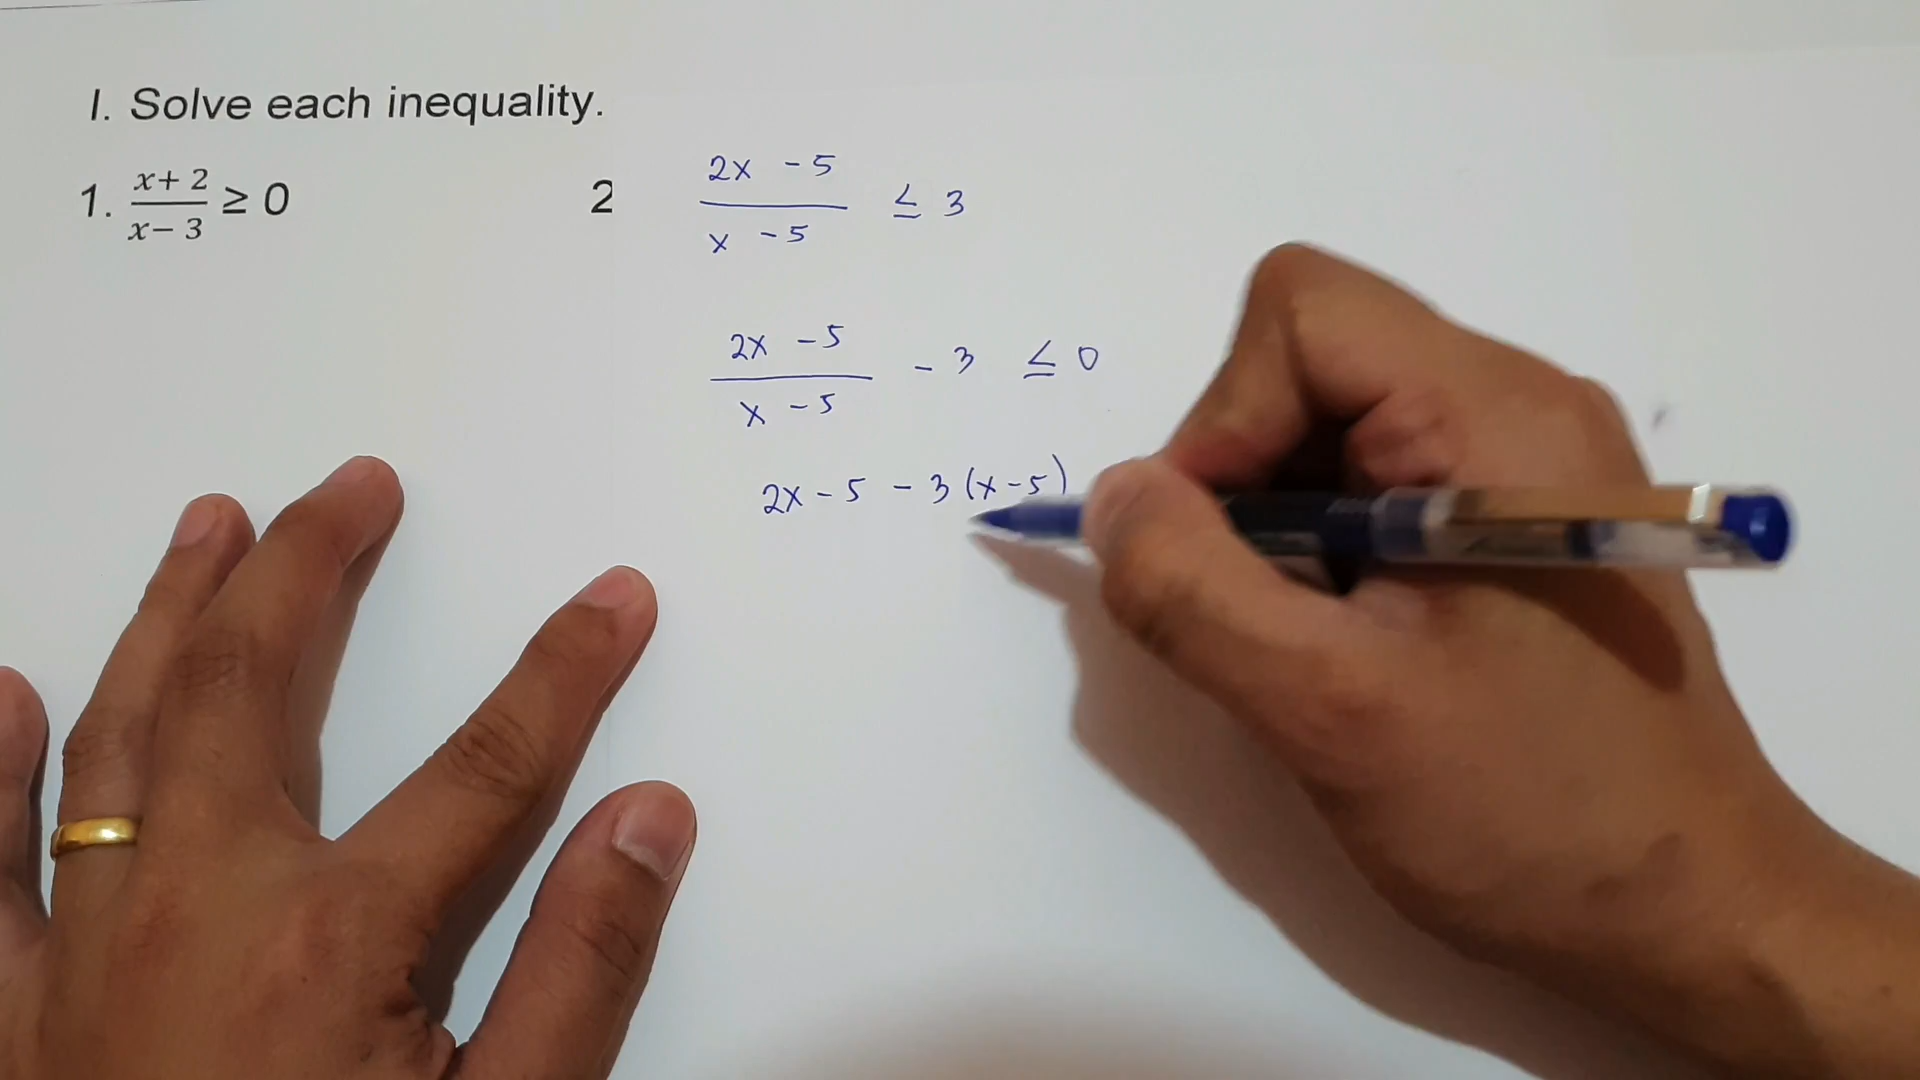 I. Solve each inequality.
1. x+ 2 / x− 3 ≥ 0
2
2x - 5 / x - 5 ≤ 3
2x - 5 / x - 5 - 3 ≤ 0
2x - 5 - 3 (x - 5)